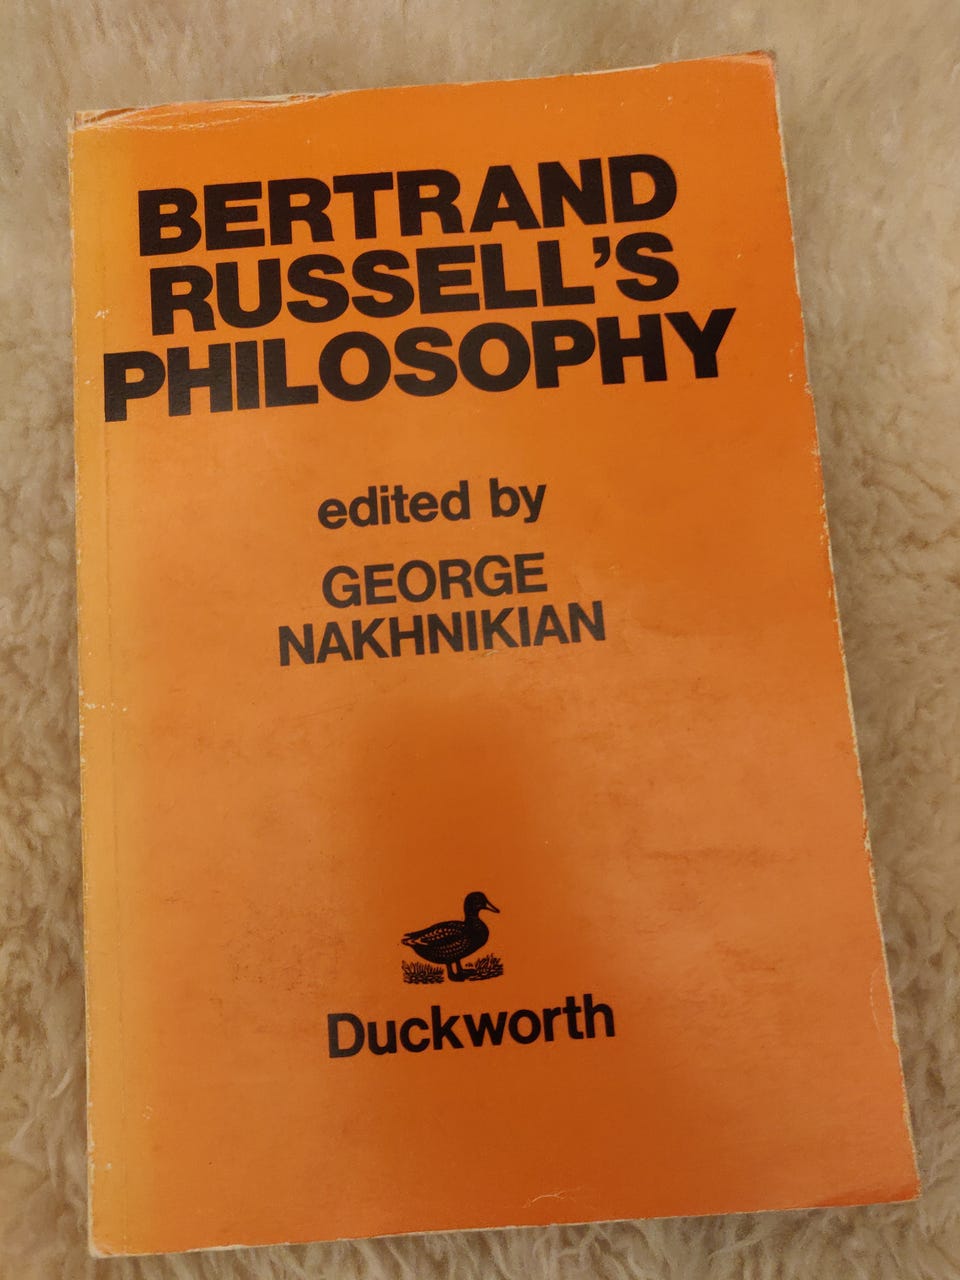 BERTRAND
RUSSELL'S
PHILOSOPHY
edited by
GEORGE
NAKHNIKIAN
Duckworth